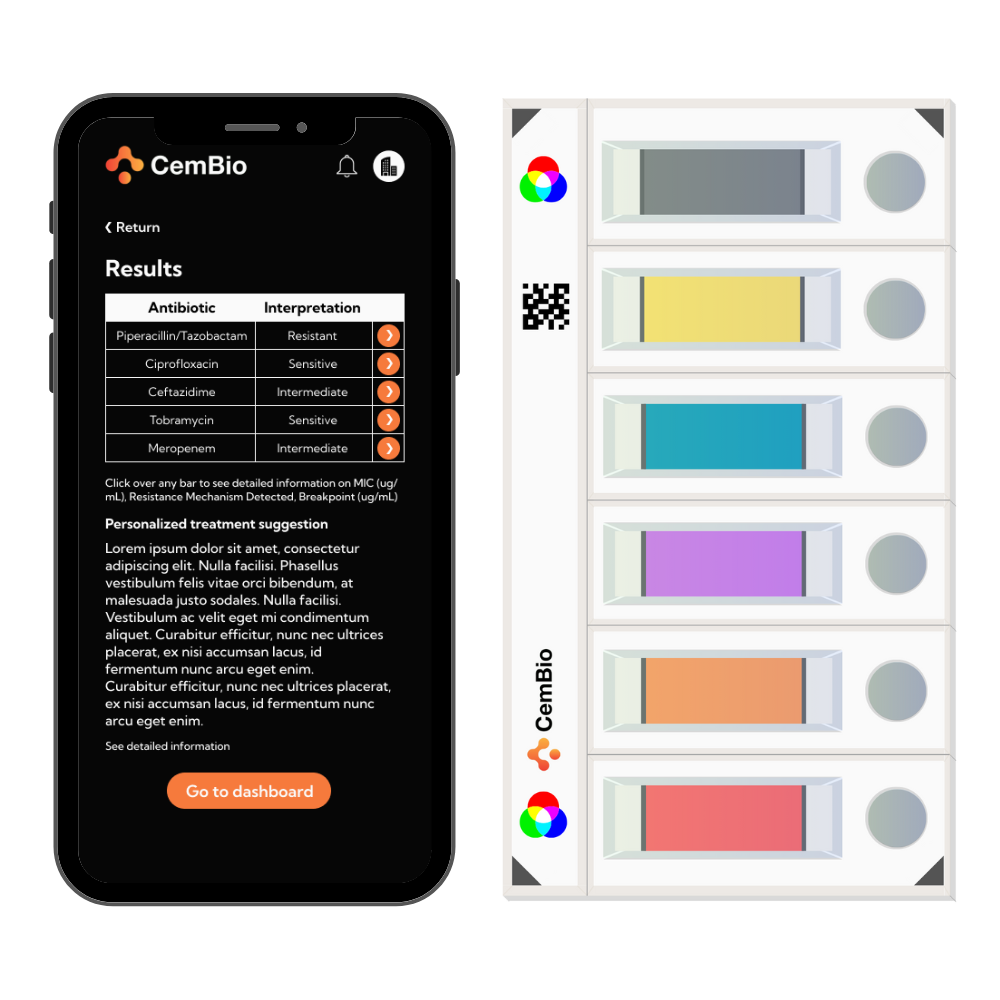 CemBio
Return
Results
Antibiotic Interpretation
Piperacillin/Tazobactam Resistant
Ciprofloxacin Sensitive
Ceftazidime Intermediate
Tobramycin Sensitive
Meropenem Intermediate
Click over any bar to see detailed information on MIC (ug/
mL), Resistance Mechanism Detected, Breakpoint (ug/mL)
Personalized treatment suggestion
Lorem ipsum dolor sit amet, consectetur
adipiscing elit. Nulla facilisi. Phasellus
vestibulum felis vitae orci bibendum, at
malesuada justo sodales. Nulla facilisi.
Vestibulum ac velit eget mi condimentum
aliquet. Curabitur efficitur, nunc nec ultrices
placerat, ex nisi accumsan lacus, id
fermentum nunc arcu eget enim.
Curabitur efficitur, nunc nec ultrices placerat,
ex nisi accumsan lacus, id fermentum nunc
arcu eget enim.
See detailed information
Go to dashboard
CemBio